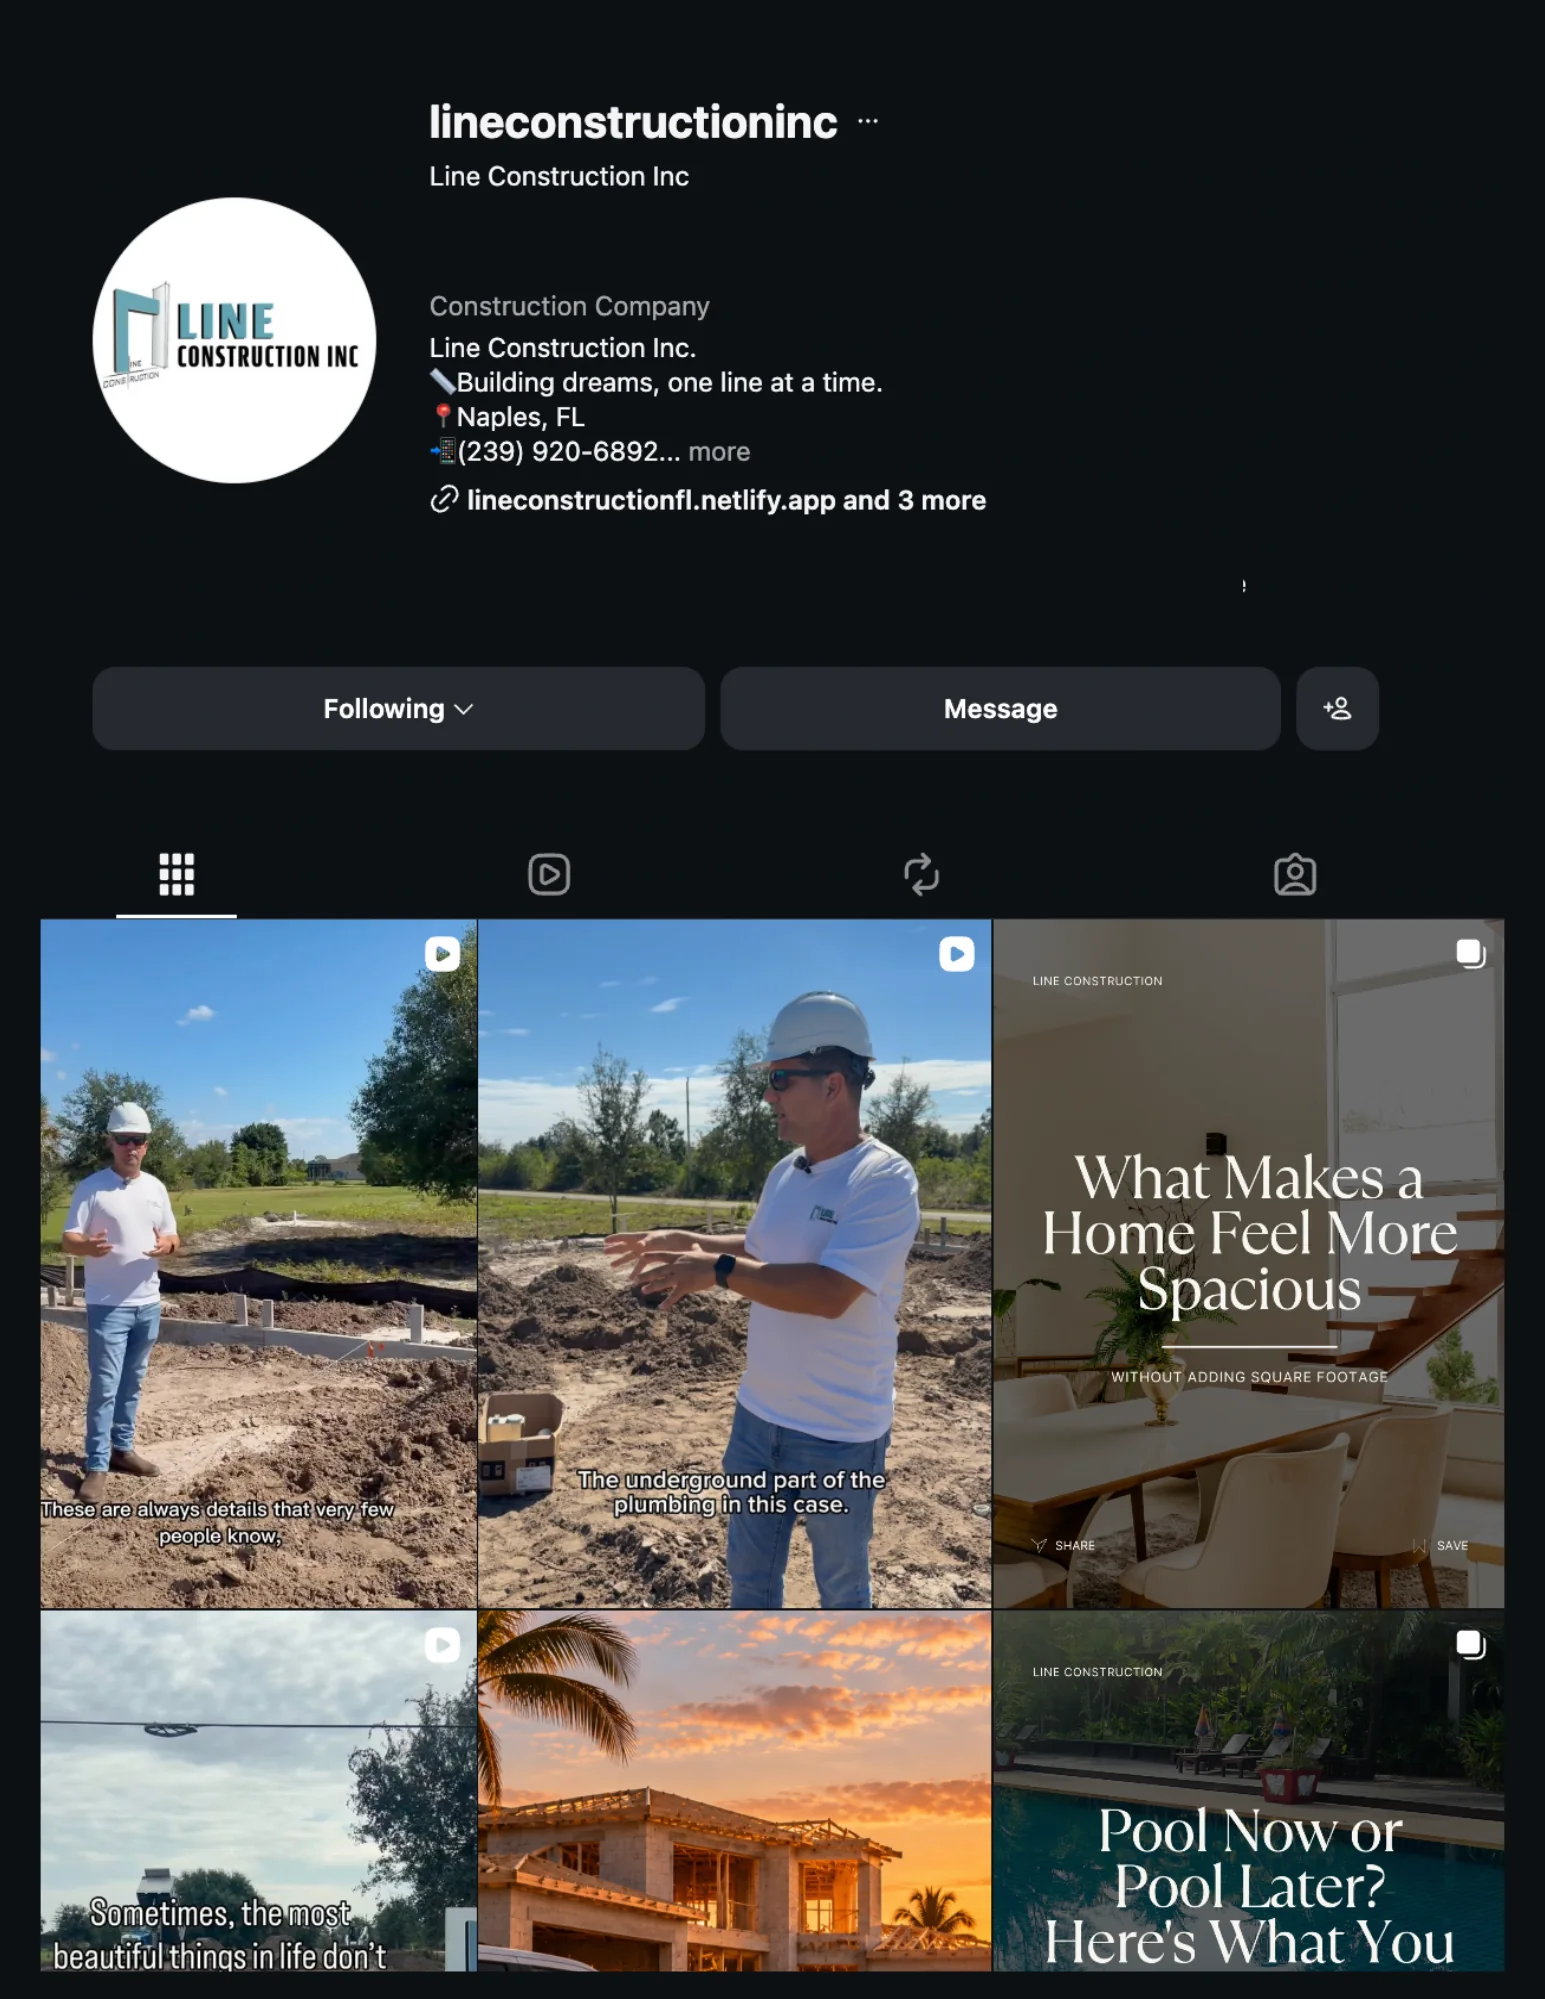 lineconstructioninc ...
Line Construction Inc
LINE
CONSTRUCTION INC
INE
CONSTRUCTION
Construction Company
Line Construction Inc.
📏Building dreams, one line at a time.
📍Naples, FL
📲(239) 920-6892... more
lineconstructionfl.netlify.app and 3 more
Following
Message
These are always details that very few
people know,
LINE
The underground part of the
plumbing in this case.
LINE CONSTRUCTION
What Makes a
Home Feel More
Spacious
WITHOUT ADDING SQUARE FOOTAGE
SHARE
SAVE
Sometimes, the most
beautiful things in life don't
LINE CONSTRUCTION
Pool Now or
Pool Later?
Here's What You